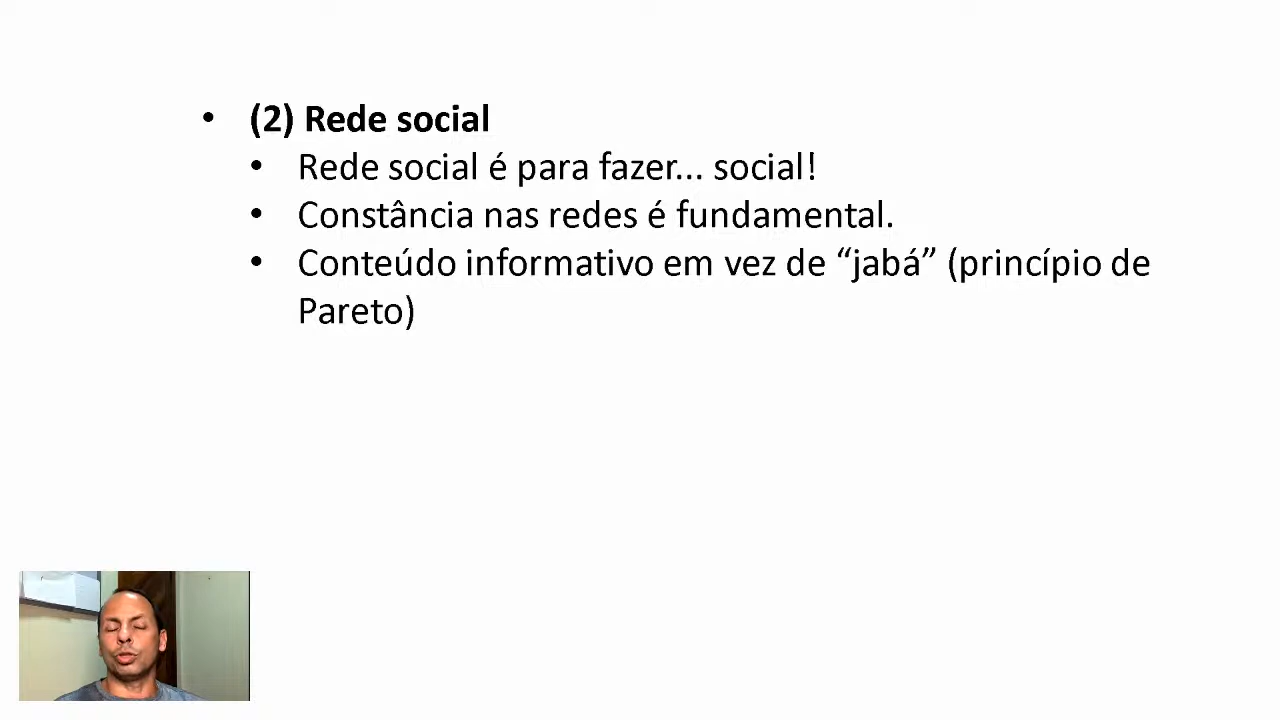 • (2) Rede social
• Rede social é para fazer... social!
• Constância nas redes é fundamental.
• Conteúdo informativo em vez de “jabá” (princípio de
Pareto)